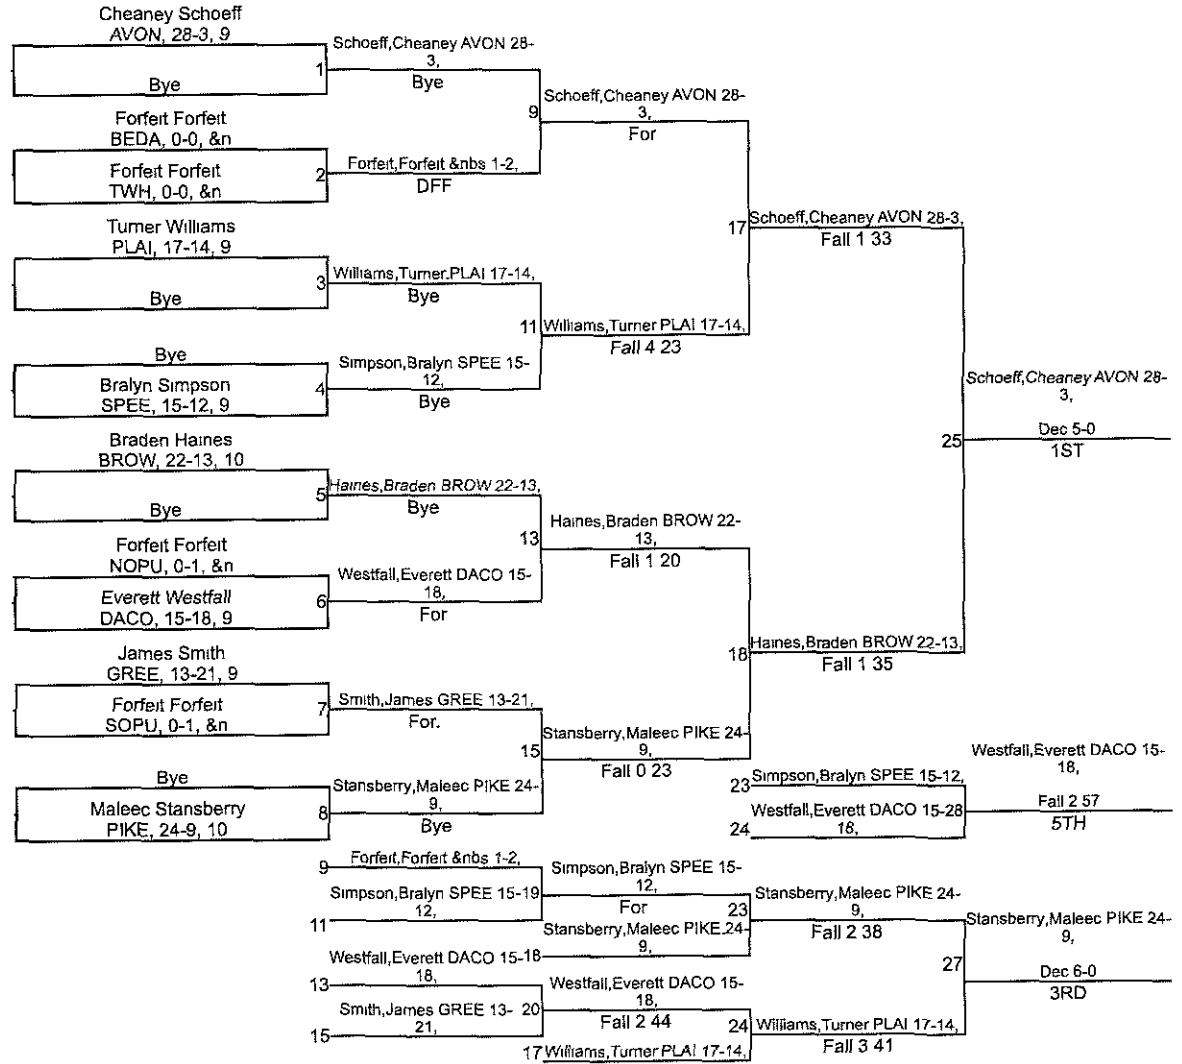 Cheaney Schoeff
AVON, 28-3, 9
Bye
1
Schoeff,Cheaney AVON 28-
3,
Bye
Forfeit Forfeit
BEDA, 0-0, &n
Forfeit Forfeit
TWH, 0-0, &n
2
Forfeit,Forfeit &nbs 1-2,
DFF
9
Schoeff,Cheaney AVON 28-
3,
For
Turner Williams
PLAI, 17-14, 9
Bye
3
Williams,Turner PLAI 17-14,
Bye
Bye
Bralyn Simpson
SPEE, 15-12, 9
4
Simpson,Bralyn SPEE 15-
12,
Bye
11
Williams,Turner PLAI 17-14,
Fall 4 23
17
Schoeff,Cheaney AVON 28-3,
Fall 1 33
Braden Haines
BROW, 22-13, 10
Bye
5
Haines,Braden BROW 22-13,
Bye
Forfeit Forfeit
NOPU, 0-1, &n
Everett Westfall
DACO, 15-18, 9
6
Westfall,Everett DACO 15-
18,
For
13
Haines,Braden BROW 22-
13,
Fall 1 20
James Smith
GREE, 13-21, 9
Forfeit Forfeit
SOPU, 0-1, &n
7
Smith,James GREE 13-21,
For.
Bye
Maleec Stansberry
PIKE, 24-9, 10
8
Stansberry,Maleec PIKE 24-
9,
Bye
15
Stansberry,Maleec PIKE 24-
9,
Fall 0 23
18
Haines,Braden BROW 22-13,
Fall 1 35
25
Schoeff,Cheaney AVON 28-
3,
Dec 5-0
1ST
23
Simpson,Bralyn SPEE 15-12,
24
Westfall,Everett DACO 15-28
18,
Westfall,Everett DACO 15-
18,
Fall 2 57
5TH
9
Forfeit,Forfeit &nbs 1-2,
11
Simpson,Bralyn SPEE 15-19
12,
Simpson,Bralyn SPEE 15-
12,
For
Stansberry,Maleec PIKE 24-
9,
23
Stansberry,Maleec PIKE 24-
9,
Fall 2 38
13
Westfall,Everett DACO 15-18
18,
15
Smith,James GREE 13-
21,
20
Westfall,Everett DACO 15-
18,
Fall 2 44
17
Williams,Turner PLAI 17-14,
24
Williams,Turner PLAI 17-14,
Fall 3 41
27
Stansberry,Maleec PIKE 24-
9,
Dec 6-0
3RD